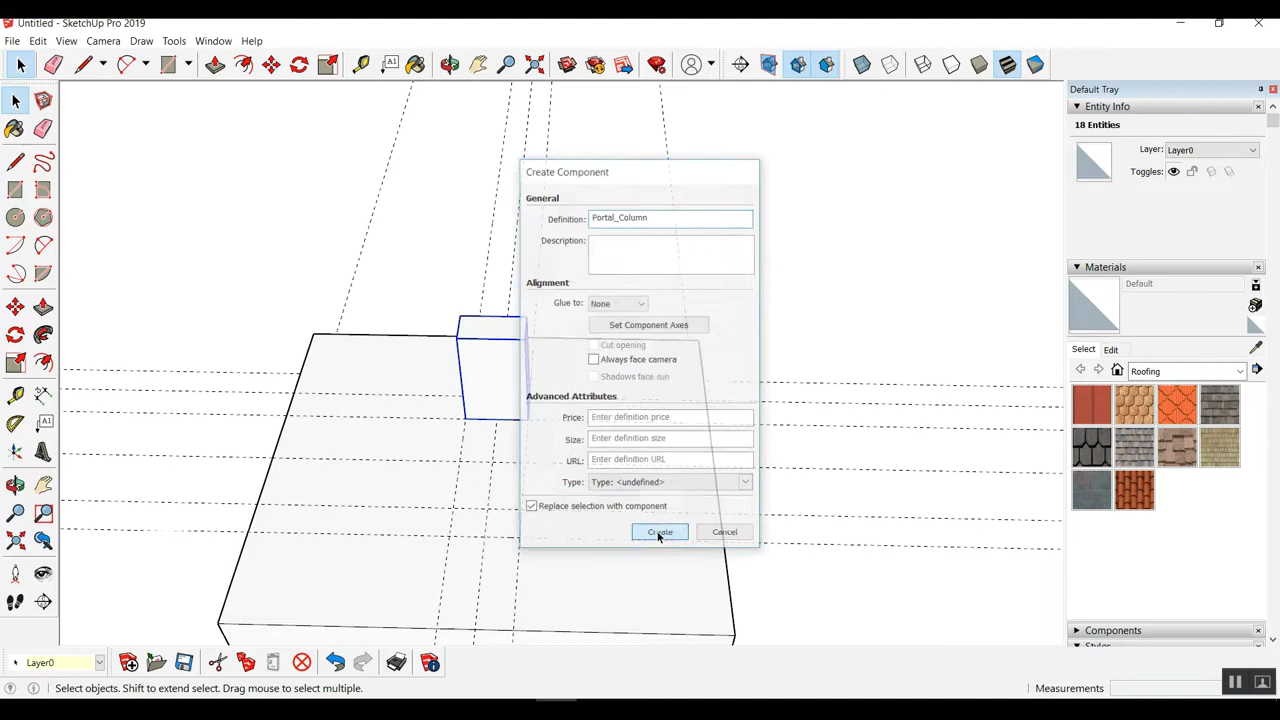 Untitled - SketchUp Pro 2019
File Edit View Camera Draw Tools Window Help
A1
Default Tray
Entity Info
18 Entities
Layer: Layer0
Toggles:
Create Component
General
Definition: Portal_Column
Description:
Alignment
Glue to: None
Set Component Axes
Cut opening
Always face camera
Shadows face sun
Advanced Attributes
Price: Enter definition price
Size: Enter definition size
URL: Enter definition URL
Type: Type: <undefined>
Replace selection with component
Create Cancel
Materials
Default
Select Edit
Roofing
A1
Components
Styles
Layer0
Select objects. Shift to extend select. Drag mouse to select multiple.
Measurements